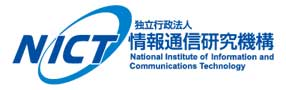 NICT
独立行政法人
情報通信研究機構
National Institute of Information and
Communications Technology